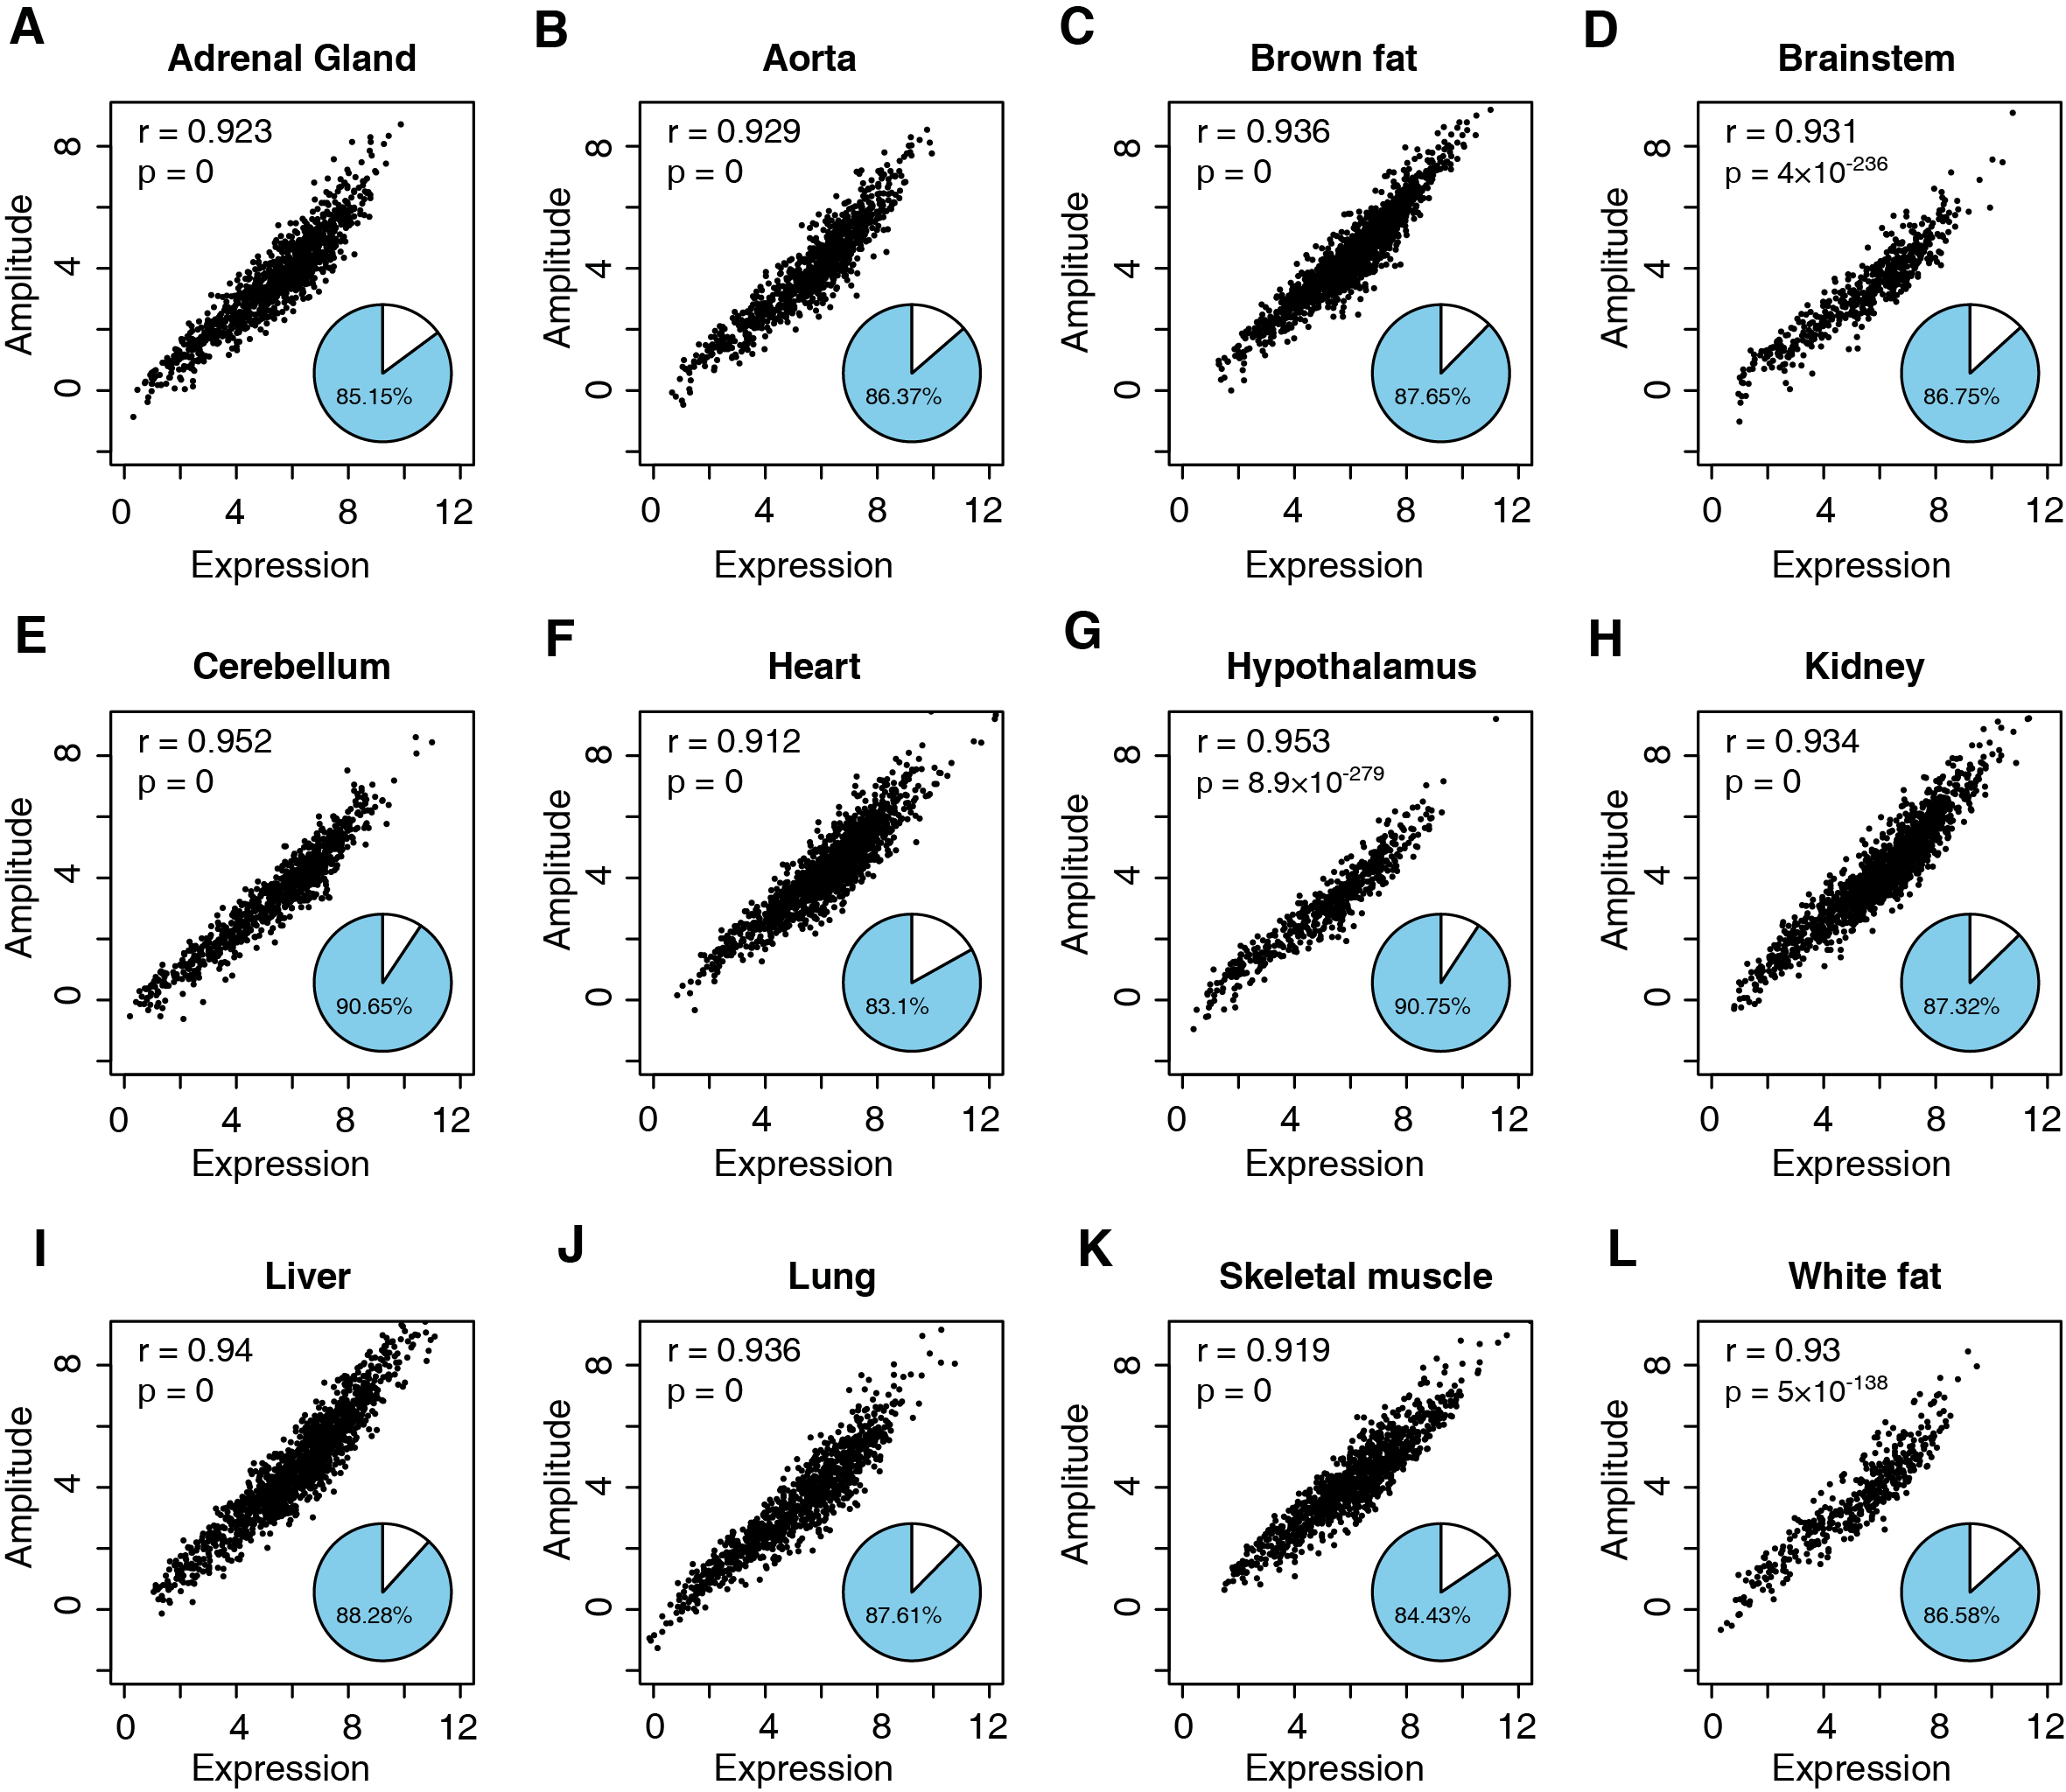 A
Adrenal Gland
r = 0.923
p = 0
Amplitude
0 4 8
85.15%
0 4 8 12
Expression
B
Aorta
r = 0.929
p = 0
Amplitude
0 4 8
86.37%
0 4 8 12
Expression
C
Brown fat
r = 0.936
p = 0
Amplitude
0 4 8
87.65%
0 4 8 12
Expression
D
Brainstem
r = 0.931
p = 4×10⁻²³⁶
Amplitude
0 4 8
86.75%
0 4 8 12
Expression
E
Cerebellum
r = 0.952
p = 0
Amplitude
0 4 8
90.65%
0 4 8 12
Expression
F
Heart
r = 0.912
p = 0
Amplitude
0 4 8
83.1%
0 4 8 12
Expression
G
Hypothalamus
r = 0.953
p = 8.9×10⁻²⁷⁹
Amplitude
0 4 8
90.75%
0 4 8 12
Expression
H
Kidney
r = 0.934
p = 0
Amplitude
0 4 8
87.32%
0 4 8 12
Expression
I
Liver
r = 0.94
p = 0
Amplitude
0 4 8
88.28%
0 4 8 12
Expression
J
Lung
r = 0.936
p = 0
Amplitude
0 4 8
87.61%
0 4 8 12
Expression
K
Skeletal muscle
r = 0.919
p = 0
Amplitude
0 4 8
84.43%
0 4 8 12
Expression
L
White fat
r = 0.93
p = 5×10⁻¹³⁸
Amplitude
0 4 8
86.58%
0 4 8 12
Expression